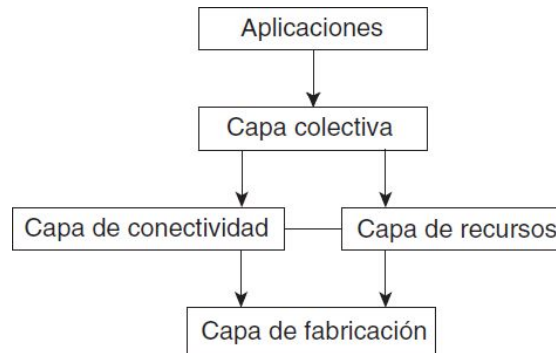 Aplicaciones
Capa colectiva
Capa de conectividad
Capa de recursos
Capa de fabricación